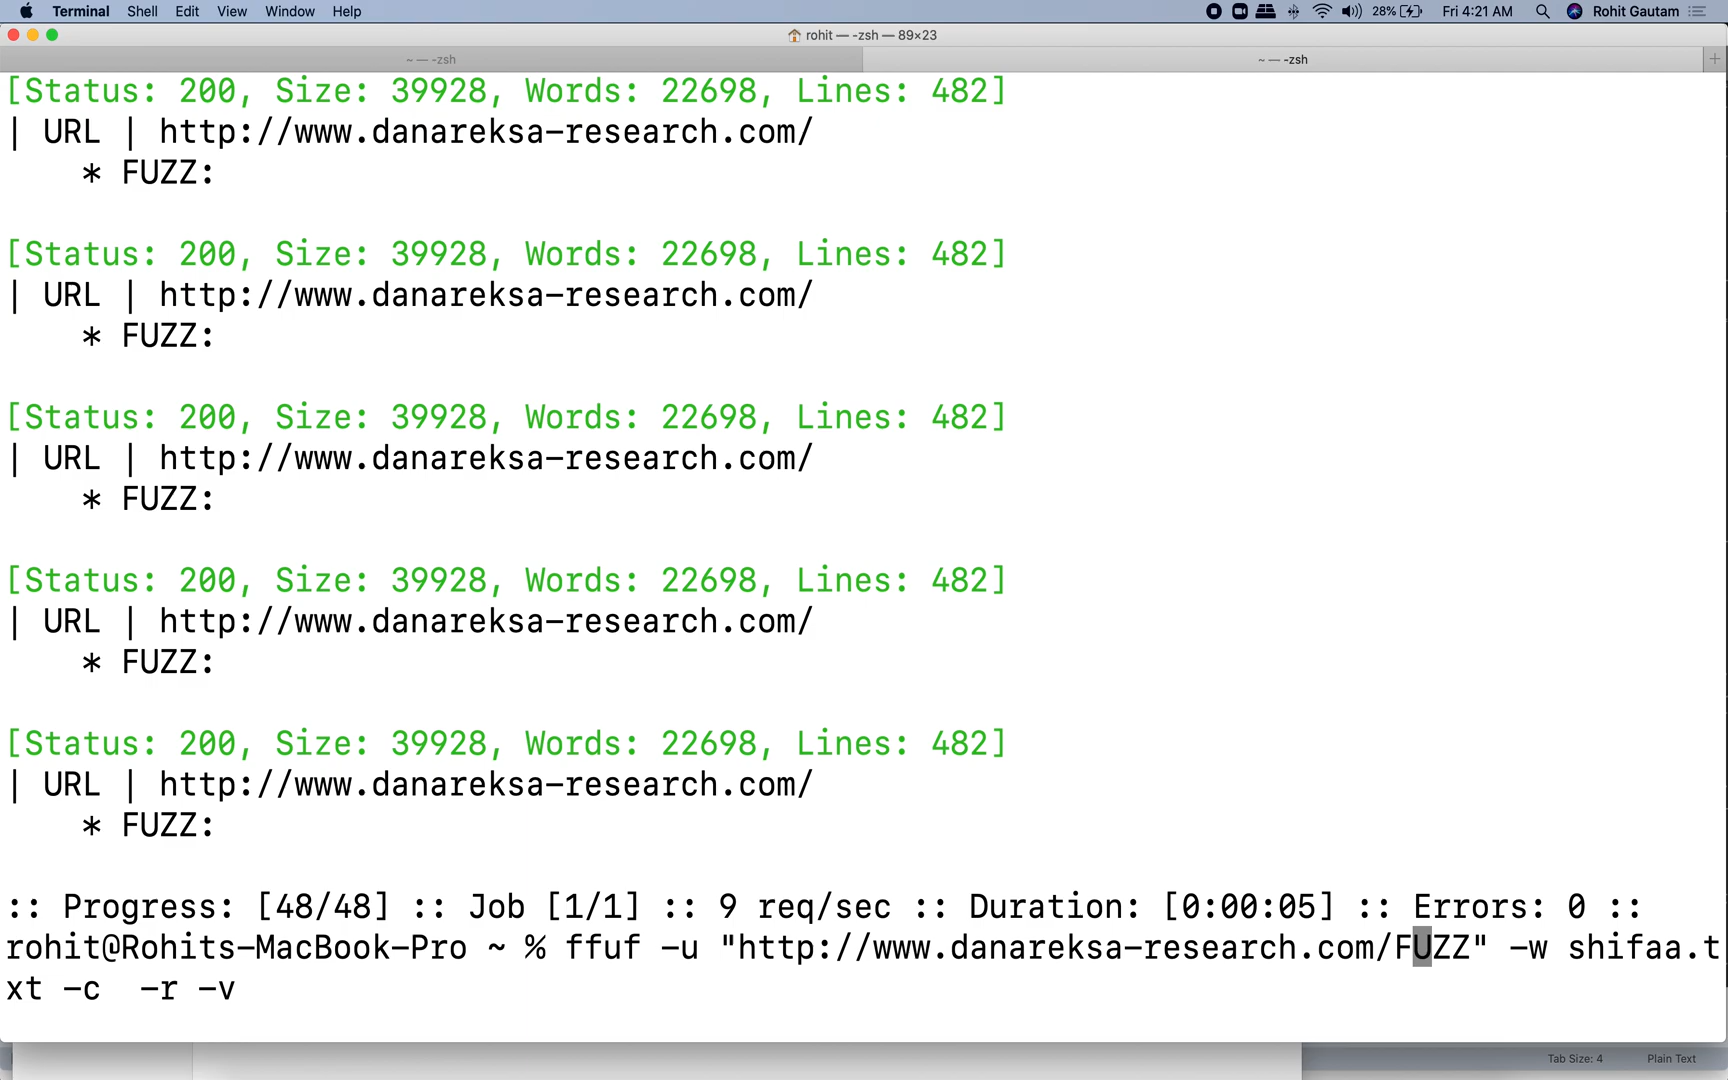 Terminal Shell Edit View Window Help 28% Fri 4:21 AM Rohit Gautam
rohit — -zsh — 89×23
~ — -zsh ~ — -zsh
[Status: 200, Size: 39928, Words: 22698, Lines: 482]
| URL | http://www.danareksa-research.com/
* FUZZ:
[Status: 200, Size: 39928, Words: 22698, Lines: 482]
| URL | http://www.danareksa-research.com/
* FUZZ:
[Status: 200, Size: 39928, Words: 22698, Lines: 482]
| URL | http://www.danareksa-research.com/
* FUZZ:
[Status: 200, Size: 39928, Words: 22698, Lines: 482]
| URL | http://www.danareksa-research.com/
* FUZZ:
[Status: 200, Size: 39928, Words: 22698, Lines: 482]
| URL | http://www.danareksa-research.com/
* FUZZ:
:: Progress: [48/48] :: Job [1/1] :: 9 req/sec :: Duration: [0:00:05] :: Errors: 0 ::
rohit@Rohits-MacBook-Pro ~ % ffuf -u "http://www.danareksa-research.com/FUZZ" -w shifaa.t
xt -c  -r -v
Tab Size: 4 Plain Text